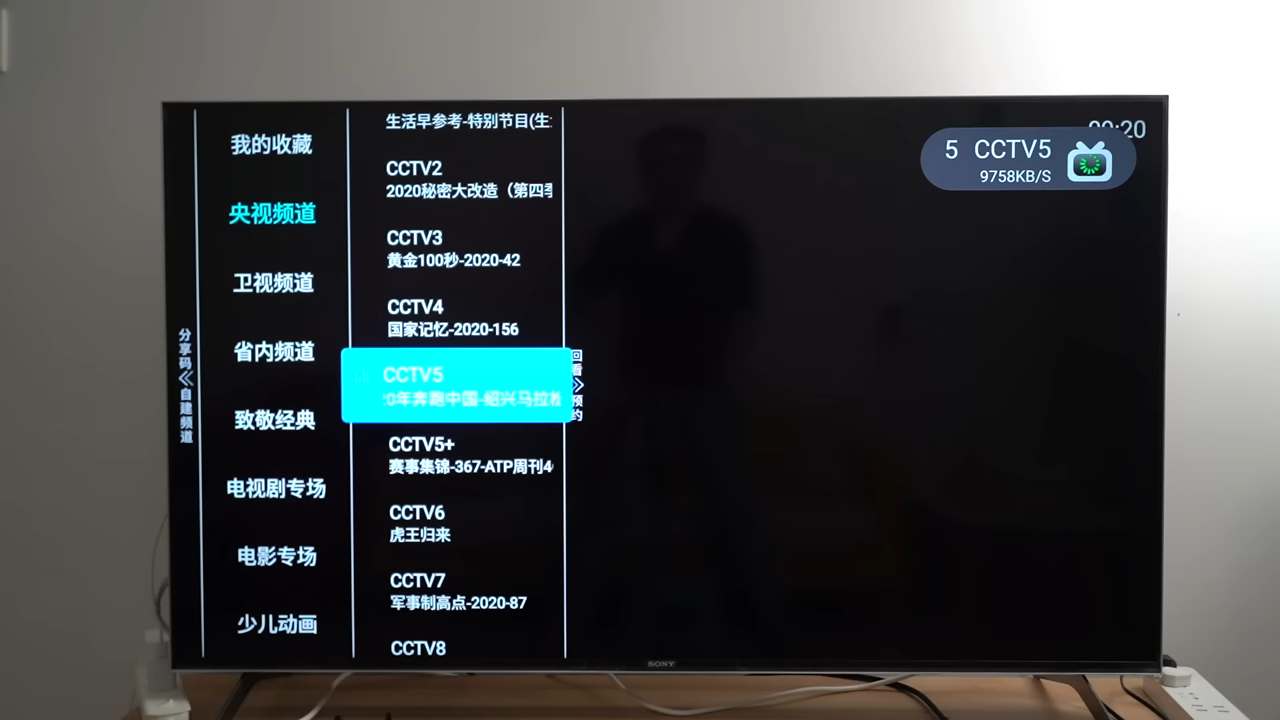 分享码《自建频道
我的收藏
央视频道
卫视频道
省内频道
致敬经典
电视剧专场
电影专场
少儿动画
生活早参考-特别节目(生
CCTV2
2020秘密大改造（第四季
CCTV3
黄金100秒-2020-42
CCTV4
国家记忆-2020-156
CCTV5
0年奔跑中国-绍兴马拉松
CCTV5+
赛事集锦-367-ATP周刊4
CCTV6
虎王归来
CCTV7
军事制高点-2020-87
CCTV8
回看》预约
5 CCTV5
9758KB/S
SONY